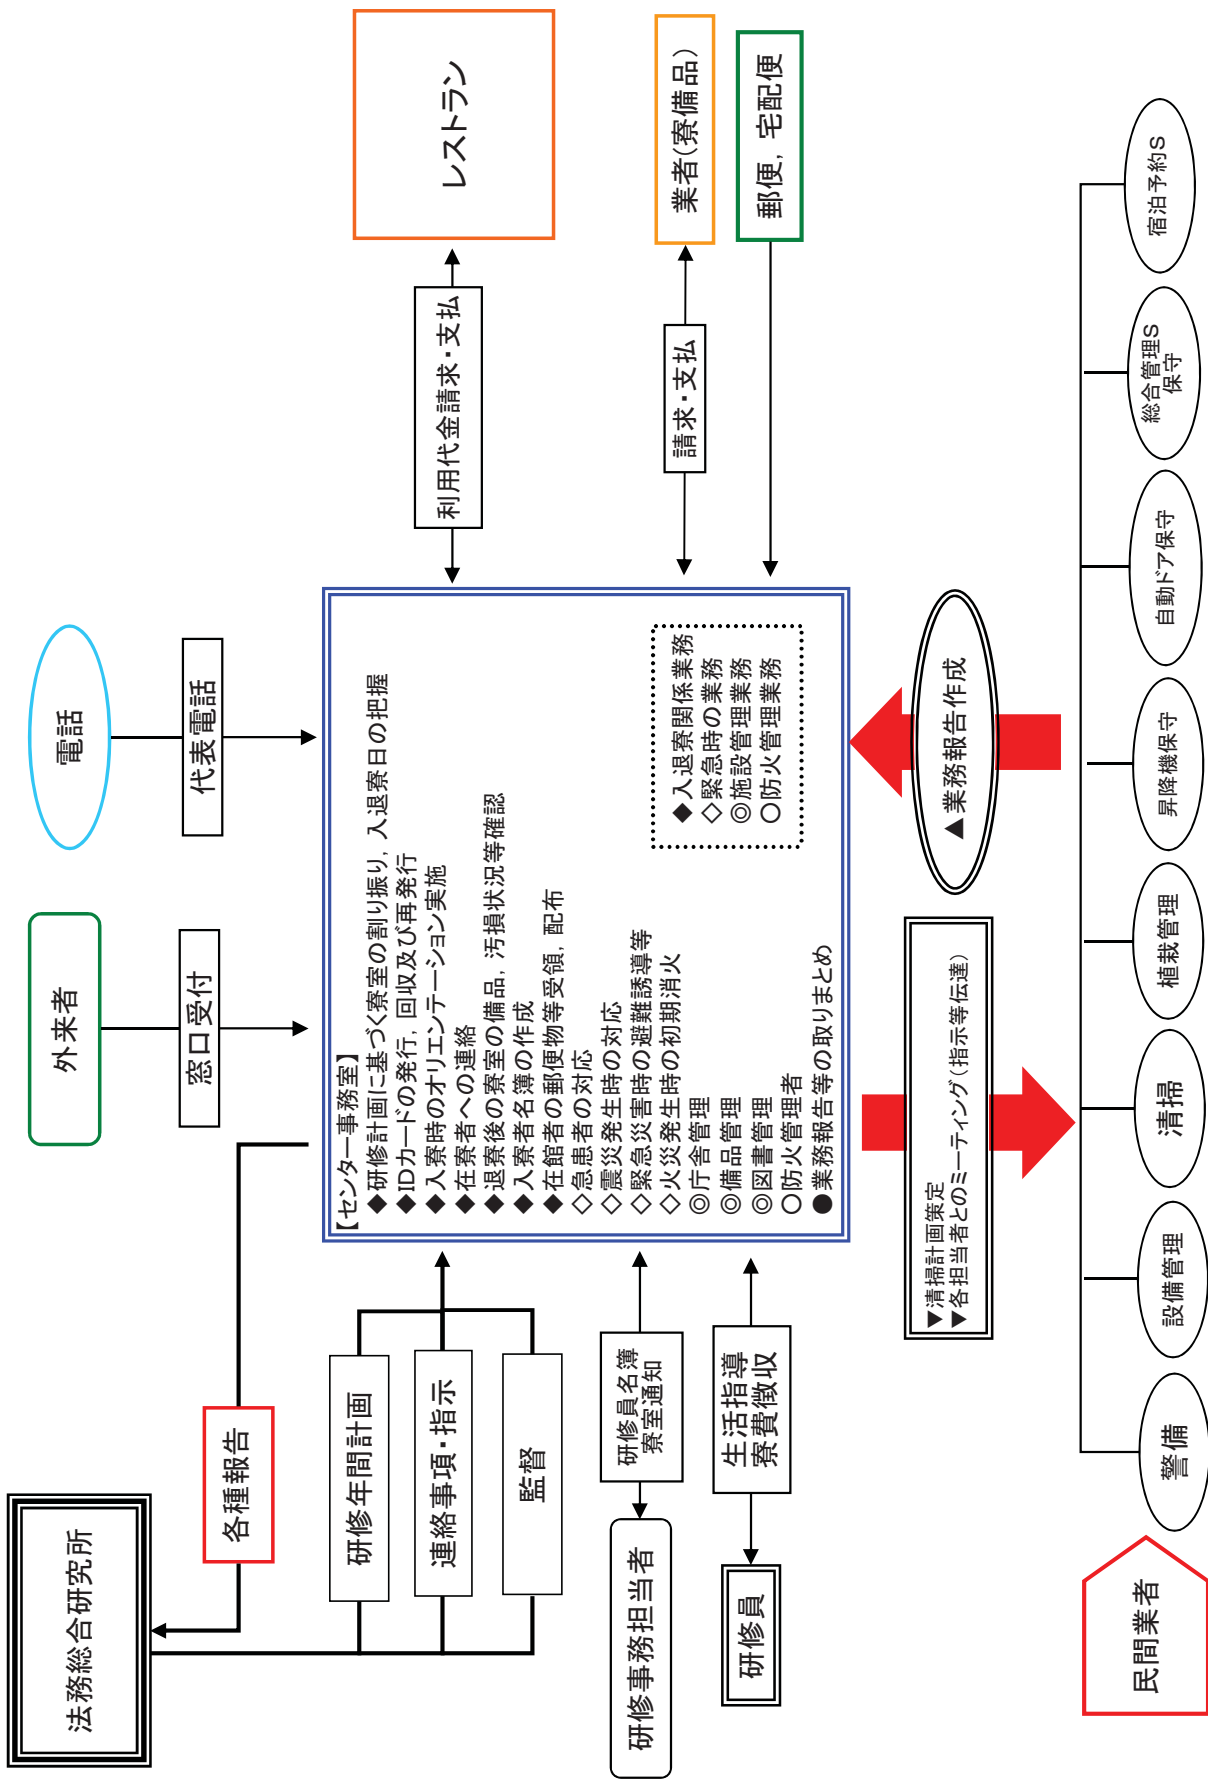 法務総合研究所
各種報告
研修年間計画
連絡事項・指示
監督
研修事務担当者
研修員名簿
寮室通知
研修員
生活指導
寮費徴収
外来者
窓口受付
電話
代表電話
【センター事務室】
◆研修計画に基づく寮室の割り振り，入退寮日の把握
◆IDカードの発行，回収及び再発行
◆入寮時のオリエンテーション実施
◆在寮者への連絡
◆退寮後の寮室の備品，汚損状況等確認
◆入寮者名簿の作成
◆在館者の郵便物等受領，配布
◇急患者の対応
◇震災発生時の対応
◇緊急災害時の避難誘導等
◇火災発生時の初期消火
◎庁舎管理
◎備品管理
◎図書管理
○防火管理者
●業務報告等の取りまとめ
◆入退寮関係業務
◇緊急時の業務
◎施設管理業務
○防火管理業務
レストラン
利用代金請求・支払
業者（寮備品）
請求・支払
郵便，宅配便
▼清掃計画策定
▼各担当者とのミーティング（指示等伝達）
▲業務報告作成
民間業者
警備
設備管理
清掃
植栽管理
昇降機保守
自動ドア保守
総合管理S
保守
宿泊予約S